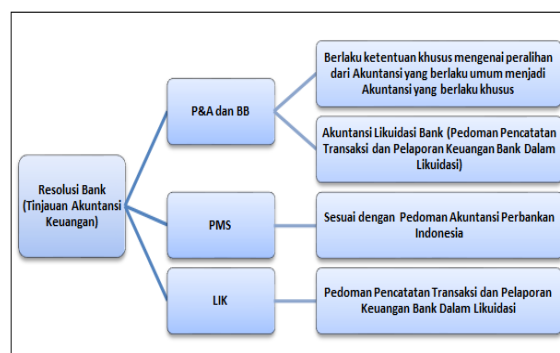 Resolusi Bank
(Tinjauan Akuntansi
Keuangan)
P&A dan BB
Berlaku ketentuan khusus mengenai peralihan
dari Akuntansi yang berlaku umum menjadi
Akuntansi yang berlaku khusus
Akuntansi Likuidasi Bank (Pedoman Pencatatan
Transaksi dan Pelaporan Keuangan Bank Dalam
Likuidasi)
PMS
Sesuai dengan Pedoman Akuntansi Perbankan
Indonesia
LIK
Pedoman Pencatatan Transaksi dan Pelaporan
Keuangan Bank Dalam Likuidasi